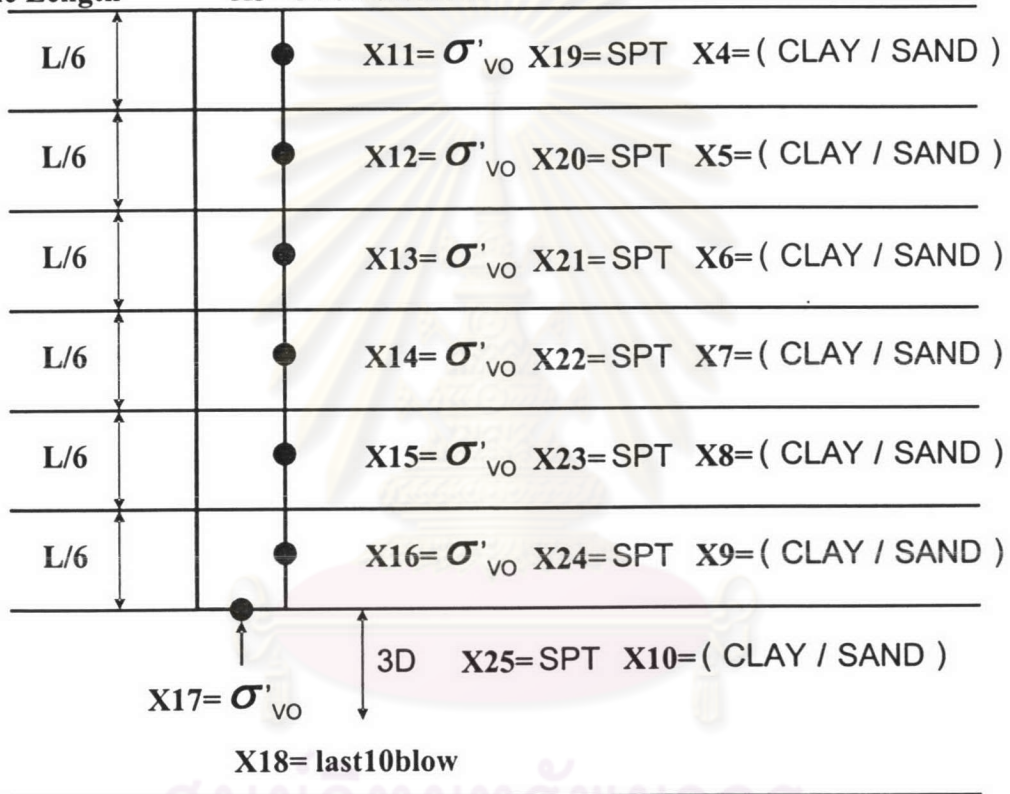 L/6 X11= σ'VO X19= SPT X4= ( CLAY / SAND )
L/6 X12= σ'VO X20= SPT X5= ( CLAY / SAND )
L/6 X13= σ'VO X21= SPT X6= ( CLAY / SAND )
L/6 X14= σ'VO X22= SPT X7= ( CLAY / SAND )
L/6 X15= σ'VO X23= SPT X8= ( CLAY / SAND )
L/6 X16= σ'VO X24= SPT X9= ( CLAY / SAND )
3D X25= SPT X10= ( CLAY / SAND )
X17= σ'VO
X18= last10blow